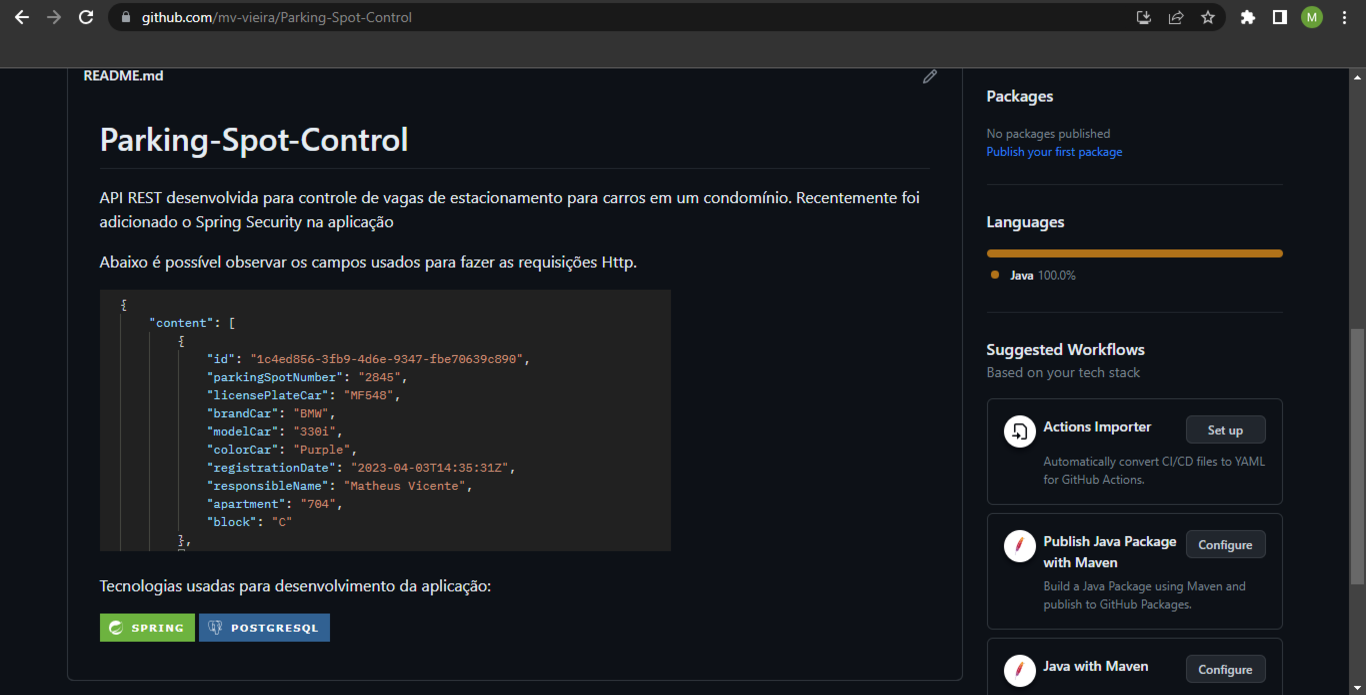 github.com/mv-vieira/Parking-Spot-Control
M
README.md
Parking-Spot-Control
API REST desenvolvida para controle de vagas de estacionamento para carros em um condomínio. Recentemente foi
adicionado o Spring Security na aplicação
Abaixo é possível observar os campos usados para fazer as requisições Http.
{
"content": [
{
"id": "1c4ed856-3fb9-4d6e-9347-fbe70639c890",
"parkingSpotNumber": "2845",
"licensePlateCar": "MF548",
"brandCar": "BMW",
"modelCar": "330i",
"colorCar": "Purple",
"registrationDate": "2023-04-03T14:35:31Z",
"responsibleName": "Matheus Vicente",
"apartment": "704",
"block": "C"
},
Tecnologias usadas para desenvolvimento da aplicação:
SPRING POSTGRESQL
Packages
No packages published
Publish your first package
Languages
Java 100.0%
Suggested Workflows
Based on your tech stack
Actions Importer
Set up
Automatically convert CI/CD files to YAML
for GitHub Actions.
Publish Java Package
with Maven
Configure
Build a Java Package using Maven and
publish to GitHub Packages.
Java with Maven
Configure